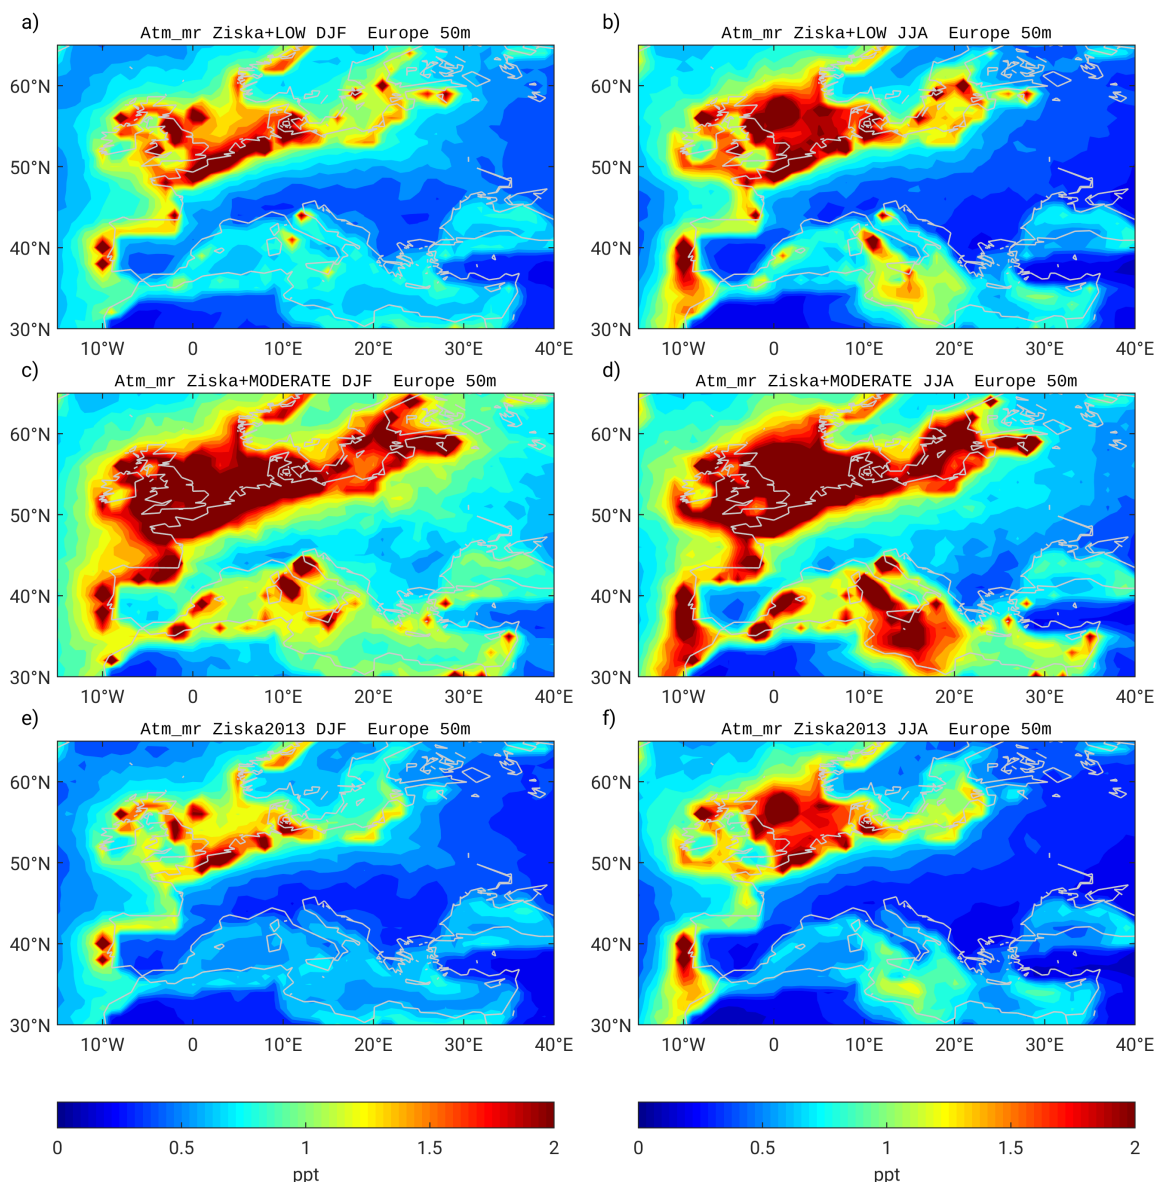 a)
Atm_mr Ziska+LOW DJF  Europe 50m
60°N
50°N
40°N
30°N
10°W 0 10°E 20°E 30°E 40°E
b)
Atm_mr Ziska+LOW JJA  Europe 50m
60°N
50°N
40°N
30°N
10°W 0 10°E 20°E 30°E 40°E
c)
Atm_mr Ziska+MODERATE DJF  Europe 50m
60°N
50°N
40°N
30°N
10°W 0 10°E 20°E 30°E 40°E
d)
Atm_mr Ziska+MODERATE JJA  Europe 50m
60°N
50°N
40°N
30°N
10°W 0 10°E 20°E 30°E 40°E
e)
Atm_mr Ziska2013 DJF  Europe 50m
60°N
50°N
40°N
30°N
10°W 0 10°E 20°E 30°E 40°E
f)
Atm_mr Ziska2013 JJA  Europe 50m
60°N
50°N
40°N
30°N
10°W 0 10°E 20°E 30°E 40°E
0 0.5 1 1.5 2
ppt
0 0.5 1 1.5 2
ppt